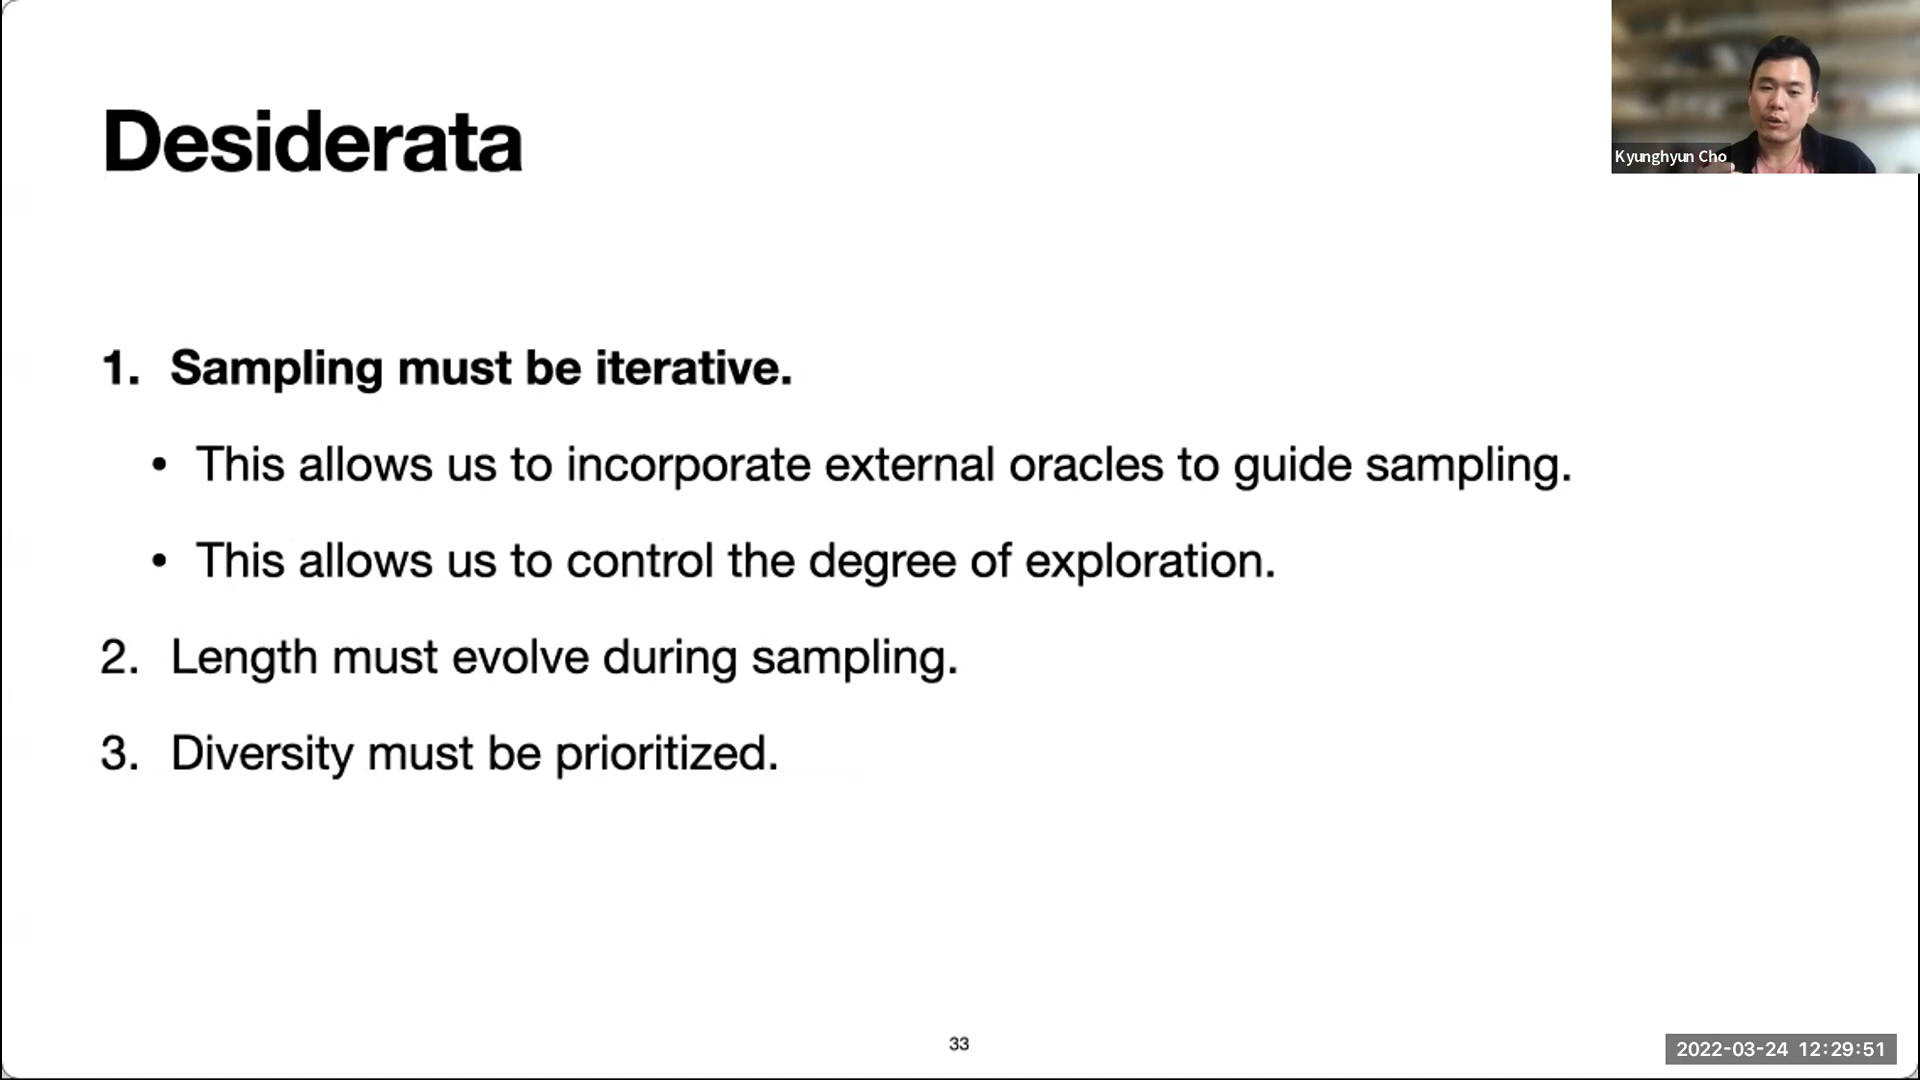 Desiderata
Kyunghyun Cho
1. Sampling must be iterative.
• This allows us to incorporate external oracles to guide sampling.
• This allows us to control the degree of exploration.
2. Length must evolve during sampling.
3. Diversity must be prioritized.
33
2022-03-24 12:29:51